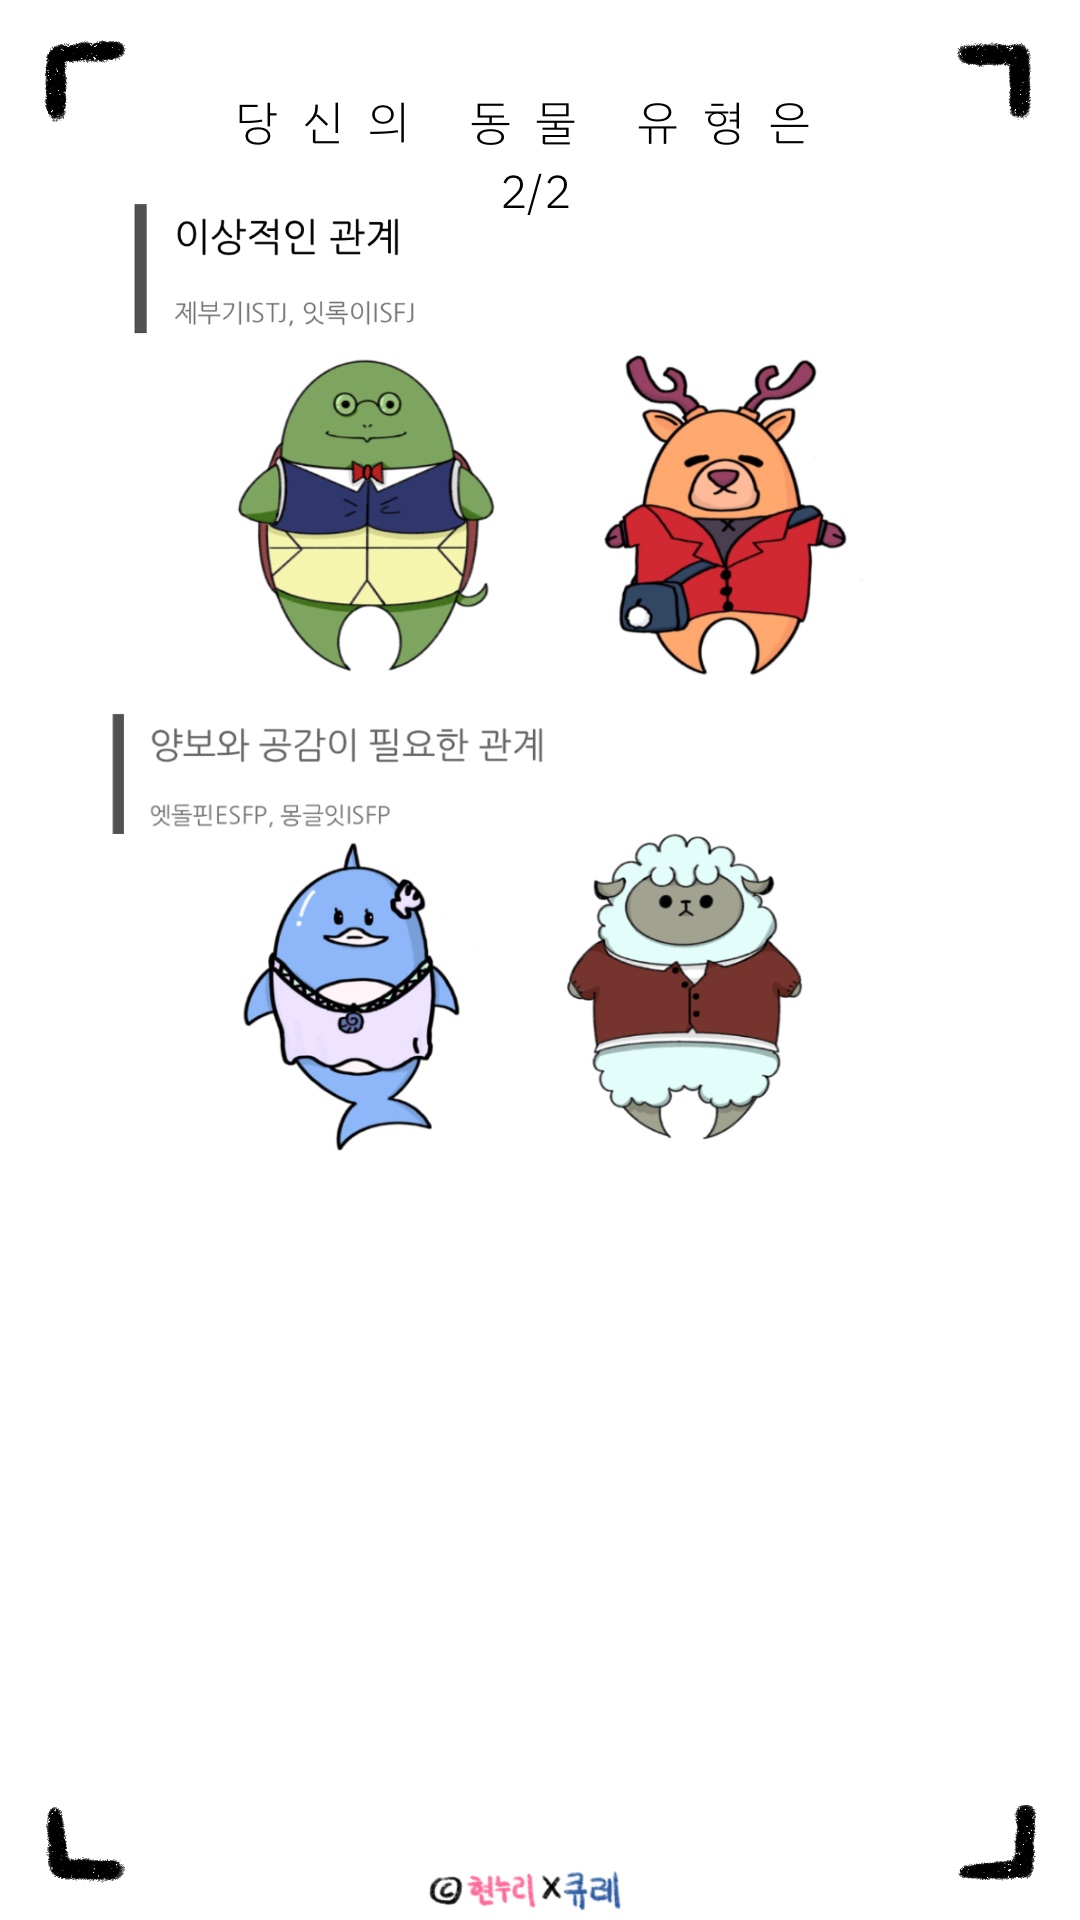 당신의 동물 유형은
2/2
이상적인 관계
제부기ISTJ, 잇록이ISFJ
양보와 공감이 필요한 관계
엣돌핀ESFP, 몽글잇ISFP
©현누리X큐레